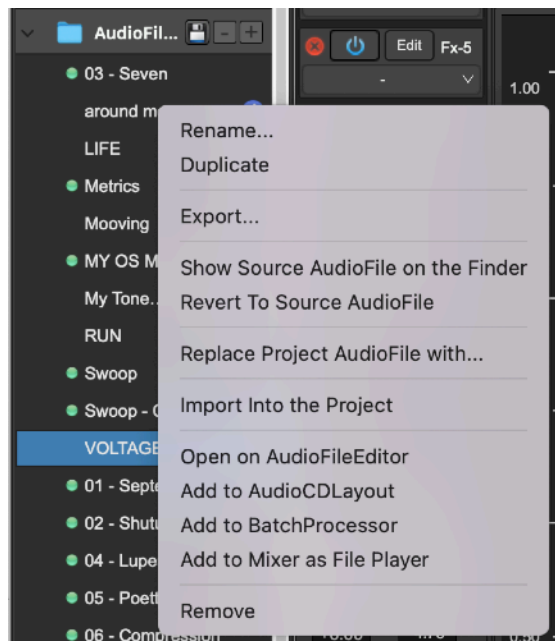 AudioFil... - +
03 - Seven
around m
LIFE
Metrics
Mooving
MY OS M
My Tone..
RUN
Swoop
Swoop - 
VOLTAGE
01 - Septe
02 - Shut
04 - Lupe
05 - Poet
06 - Compression
Edit Fx-5
-
1.00
Rename...
Duplicate
Export...
Show Source AudioFile on the Finder
Revert To Source AudioFile
Replace Project AudioFile with...
Import Into the Project
Open on AudioFileEditor
Add to AudioCDLayout
Add to BatchProcessor
Add to Mixer as File Player
Remove